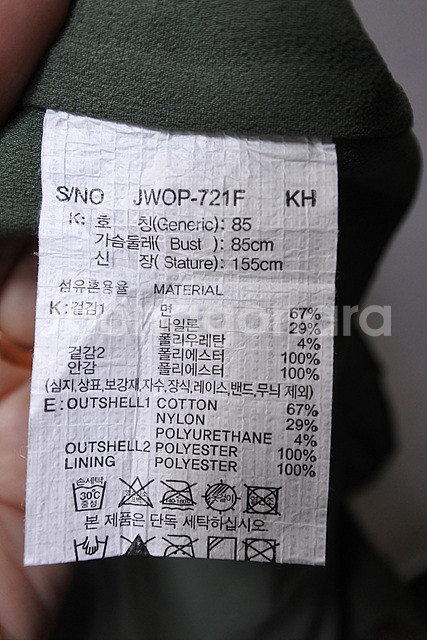 S/NO JWOP-721F KH
K: 호 칭(Generic): 85
가슴둘레( Bust ): 85cm
신 장( Stature): 155cm
섬유혼용율 MATERIAL
K:겉감1 면 67%
나일론 29%
폴리우레탄 4%
겉감2 폴리에스터 100%
안감 폴리에스터 100%
(심지,상표,보강재,자수,장식,레이스,밴드,무늬 제외)
E:OUTSHELL1 COTTON 67%
NYLON 29%
POLYURETHANE 4%
OUTSHELL2 POLYESTER 100%
LINING POLYESTER 100%
손세탁
30℃
중성
본 제품은 단독 세탁하십시오.